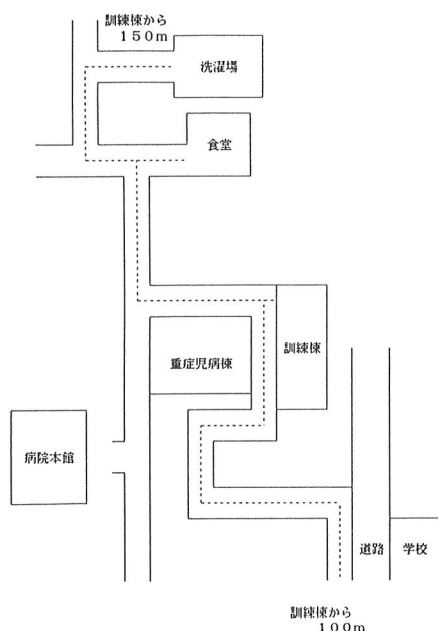 訓練棟から
150m
洗濯場
食堂
訓練棟
重症児病棟
病院本館
道路
学校
訓練棟から
100m